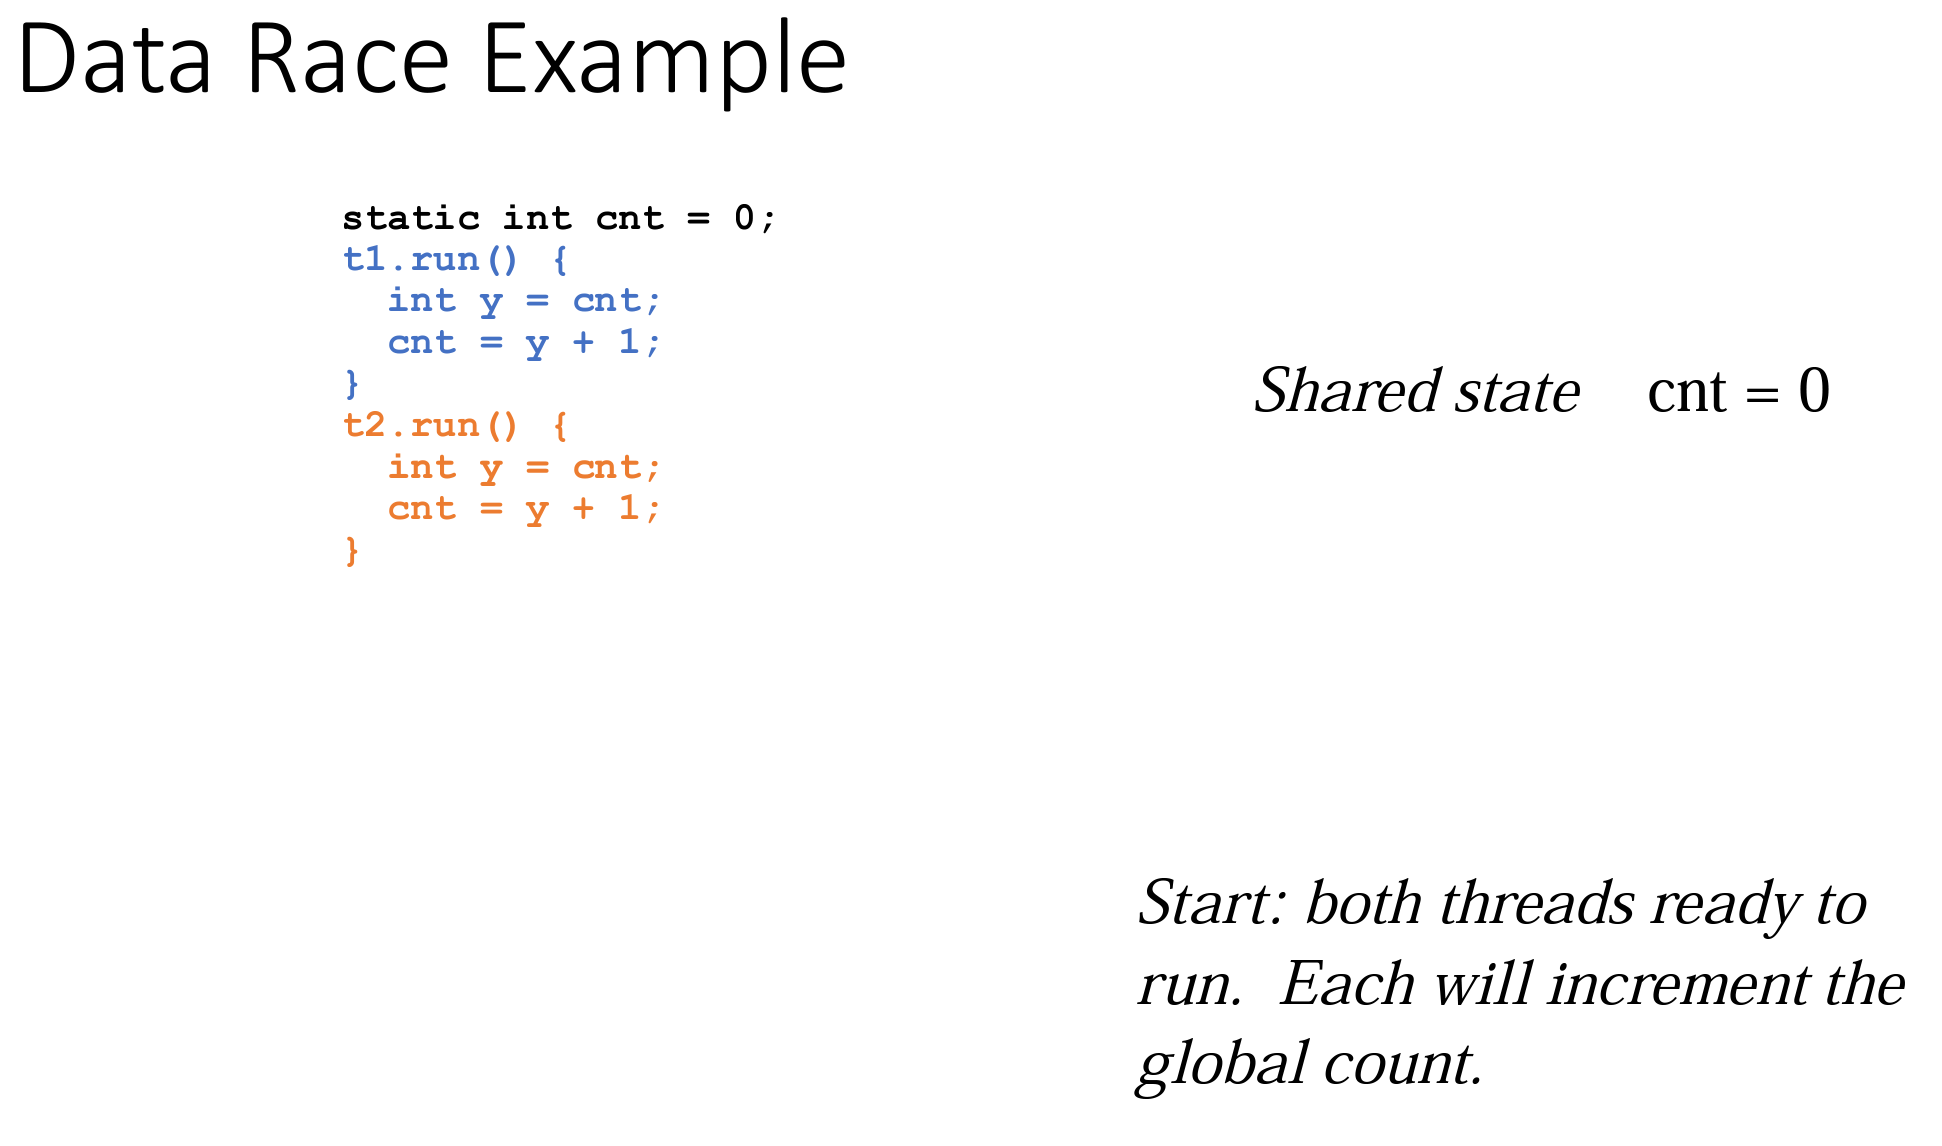 Data Race Example
static int cnt = 0;
t1.run() {
  int y = cnt;
  cnt = y + 1;
}
t2.run() {
  int y = cnt;
  cnt = y + 1;
}
Shared state cnt = 0
Start: both threads ready to
run. Each will increment the
global count.